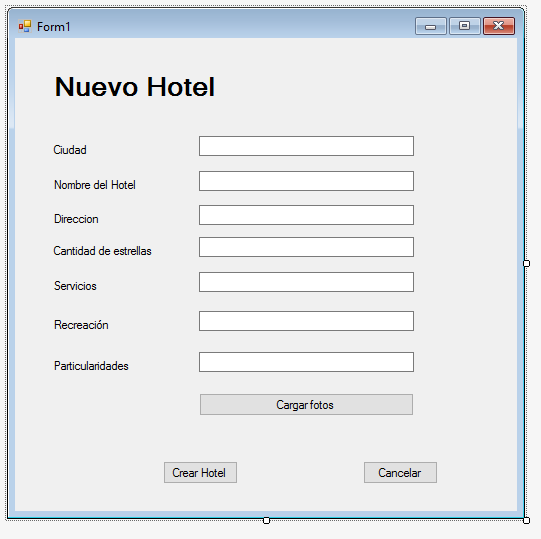 Form1
Nuevo Hotel
Ciudad
Nombre del Hotel
Direccion
Cantidad de estrellas
Servicios
Recreación
Particularidades
Cargar fotos
Crear Hotel
Cancelar